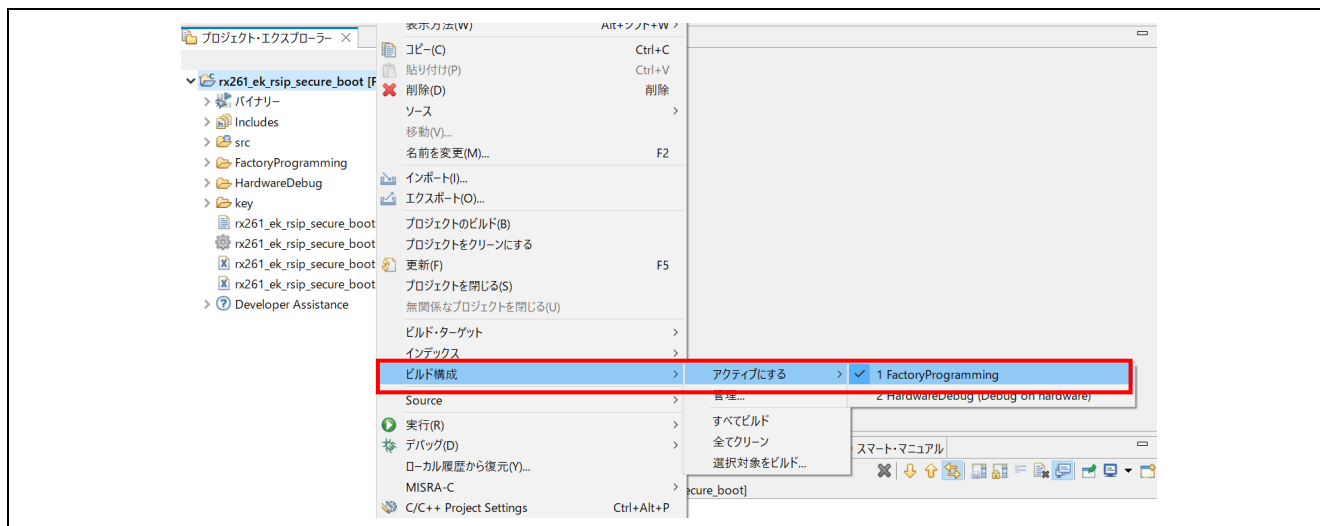 表示方法(W) Alt+シフト+W >
プロジェクト・エクスプローラー ×
コピー(C) Ctrl+C
貼り付け(P) Ctrl+V
rx261_ek_rsip_secure_boot [F
削除(D) 削除
バイナリー
ソース >
Includes
移動(V)...
src
名前を変更(M)... F2
FactoryProgramming
インポート(I)...
HardwareDebug
エクスポート(O)...
key
rx261_ek_rsip_secure_boot
プロジェクトのビルド(B)
rx261_ek_rsip_secure_boot
プロジェクトをクリーンにする
rx261_ek_rsip_secure_boot
更新(F) F5
rx261_ek_rsip_secure_boot
プロジェクトを閉じる(S)
Developer Assistance
無関係なプロジェクトを閉じる(U)
ビルド・ターゲット >
インデックス >
ビルド構成 > アクティブにする > ✓ 1 FactoryProgramming
Source > 管理... 2 HardwareDebug (Debug on hardware)
実行(R) > すべてビルド
デバッグ(D) > 全てクリーン スマート・マニュアル
ローカル履歴から復元(Y)... 選択対象をビルド...
MISRA-C >
ecure_boot]
C/C++ Project Settings Ctrl+Alt+P